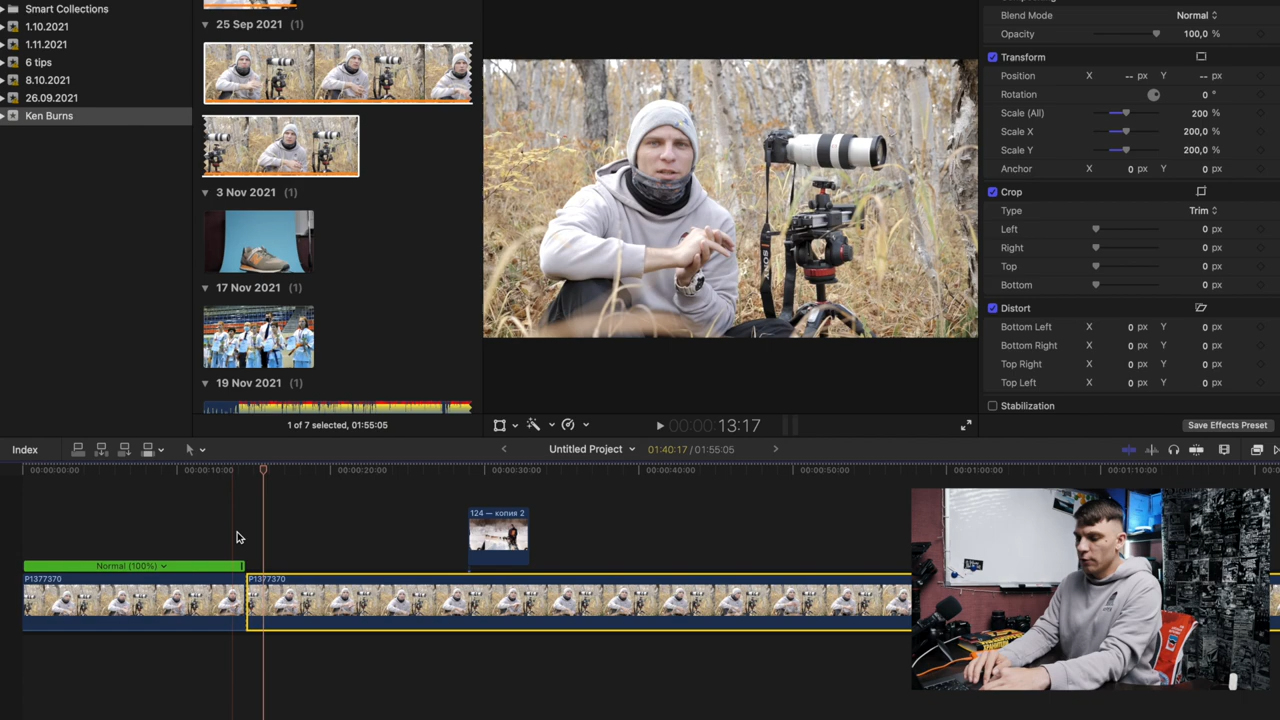 Smart Collections
1.10.2021
1.11.2021
6 tips
8.10.2021
26.09.2021
Ken Burns
25 Sep 2021 (1)
3 Nov 2021 (1)
17 Nov 2021 (1)
19 Nov 2021 (1)
1 of 7 selected, 01:55:05
SONY
00:00:13:17
Blend Mode Normal
Opacity 100,0 %
Transform
Position X -- px Y -- px
Rotation 0 °
Scale (All) 200 %
Scale X 200,0 %
Scale Y 200,0 %
Anchor X 0 px Y 0 px
Crop
Type Trim
Left 0 px
Right 0 px
Top 0 px
Bottom 0 px
Distort
Bottom Left X 0 px Y 0 px
Bottom Right X 0 px Y 0 px
Top Right X 0 px Y 0 px
Top Left X 0 px Y 0 px
Stabilization
Save Effects Preset
Index
Untitled Project 01:40:17 / 01:55:05
00:00:00:00 00:00:10:00 00:00:20:00 00:00:30:00 00:00:40:00 00:00:50:00 00:01:00:00 00:01:10:00
124 — копия 2
Normal (100%)
P1377370 P1377370